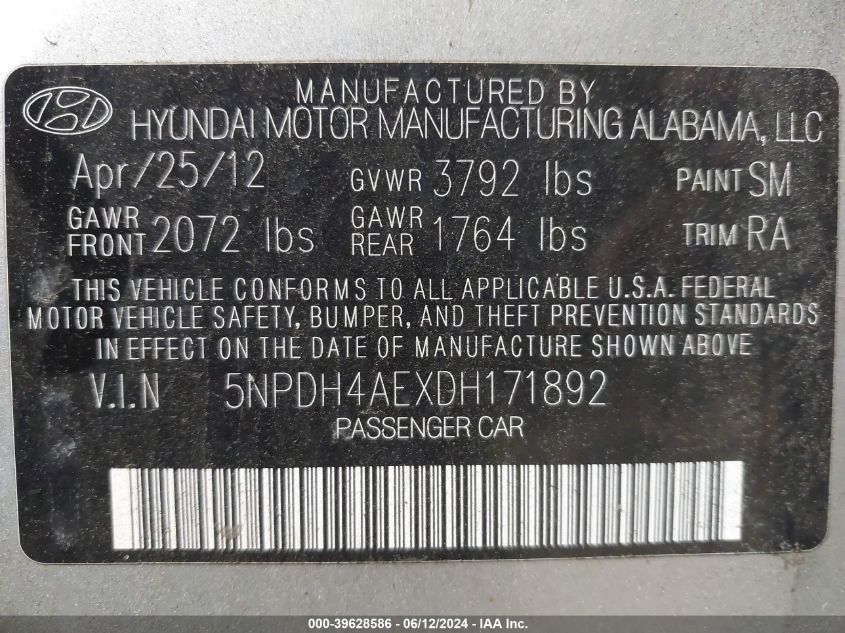 MANUFACTURED BY
HYUNDAI MOTOR MANUFACTURING ALABAMA, LLC
Apr/25/12 GVWR 3792 lbs PAINT SM
GAWR FRONT 2072 lbs GAWR REAR 1764 lbs TRIM RA
THIS VEHICLE CONFORMS TO ALL APPLICABLE U.S.A. FEDERAL
MOTOR VEHICLE SAFETY, BUMPER, AND THEFT PREVENTION STANDARDS
IN EFFECT ON THE DATE OF MANUFACTURE SHOWN ABOVE
V.I.N 5NPDH4AEXDH171892
PASSENGER CAR
000-39628586 - 06/12/2024 - IAA Inc.